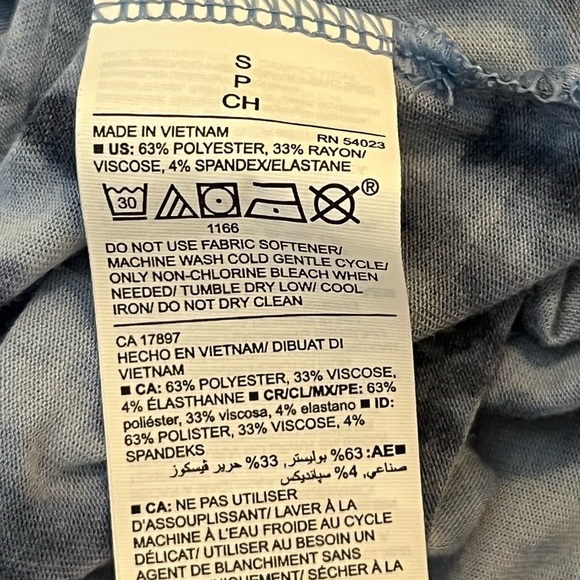 S
P
CH
MADE IN VIETNAM RN 54023
■ US: 63% POLYESTER, 33% RAYON/
VISCOSE, 4% SPANDEX/ELASTANE
30 ®
1166
DO NOT USE FABRIC SOFTENER/
MACHINE WASH COLD GENTLE CYCLE/
ONLY NON-CHLORINE BLEACH WHEN
NEEDED/ TUMBLE DRY LOW/ COOL
IRON/ DO NOT DRY CLEAN
CA 17897
HECHO EN VIETNAM/ DIBUAT DI
VIETNAM
■ CA: 63% POLYESTER, 33% VISCOSE,
4% ÉLASTHANNE ■ CR/CL/MX/PE: 63%
poliéster, 33% viscosa, 4% elastano ■ ID:
63% POLISTER, 33% VISCOSE, 4%
SPANDEKS
■AE: 63% بوليستر, 33% حرير ڤيسكوز
صناعي, 4% سپانديكس
■ CA: NE PAS UTILISER
D'ASSOUPLISSANT/ LAVER À LA
MACHINE À L'EAU FROIDE AU CYCLE
DÉLICAT/ UTILISER AU BESOIN UN
AGENT DE BLANCHIMENT SANS
SÉCHER À LA